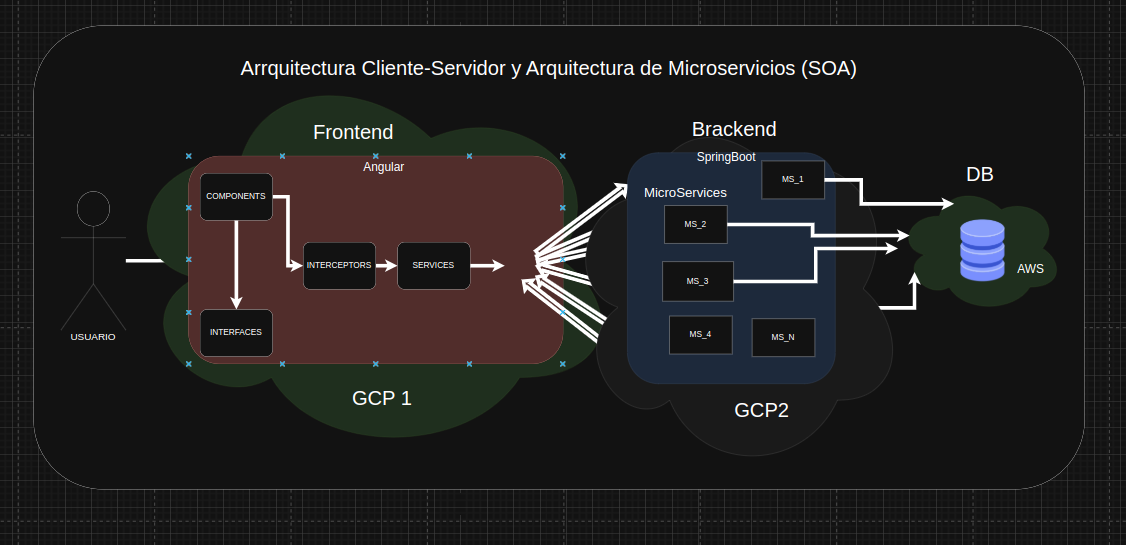 Arrquitectura Cliente-Servidor y Arquitectura de Microservicios (SOA)
Frontend
Angular
COMPONENTS
INTERCEPTORS
SERVICES
INTERFACES
GCP 1
USUARIO
Brackend
SpringBoot
MicroServices
MS_1
MS_2
MS_3
MS_4
MS_N
GCP2
DB
AWS